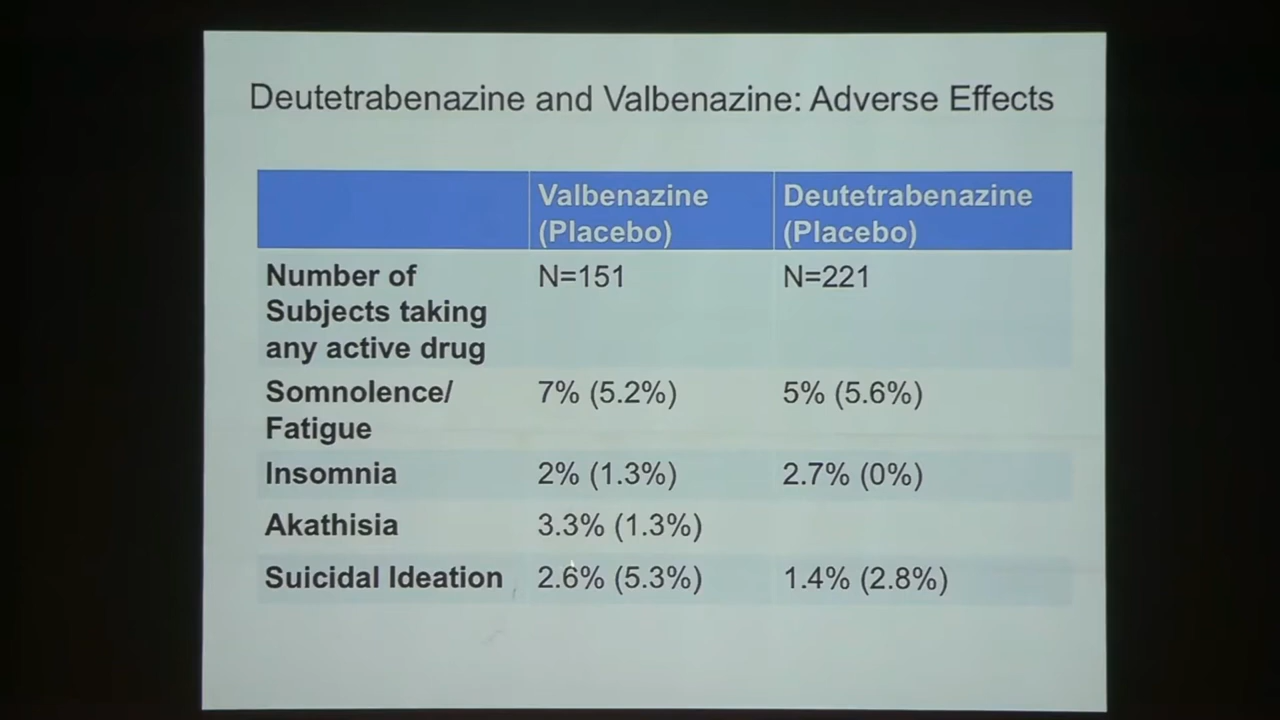 Deutetrabenazine and Valbenazine: Adverse Effects
Valbenazine (Placebo)
Deutetrabenazine (Placebo)
Number of Subjects taking any active drug
N=151
N=221
Somnolence/ Fatigue
7% (5.2%)
5% (5.6%)
Insomnia
2% (1.3%)
2.7% (0%)
Akathisia
3.3% (1.3%)
Suicidal Ideation
2.6% (5.3%)
1.4% (2.8%)